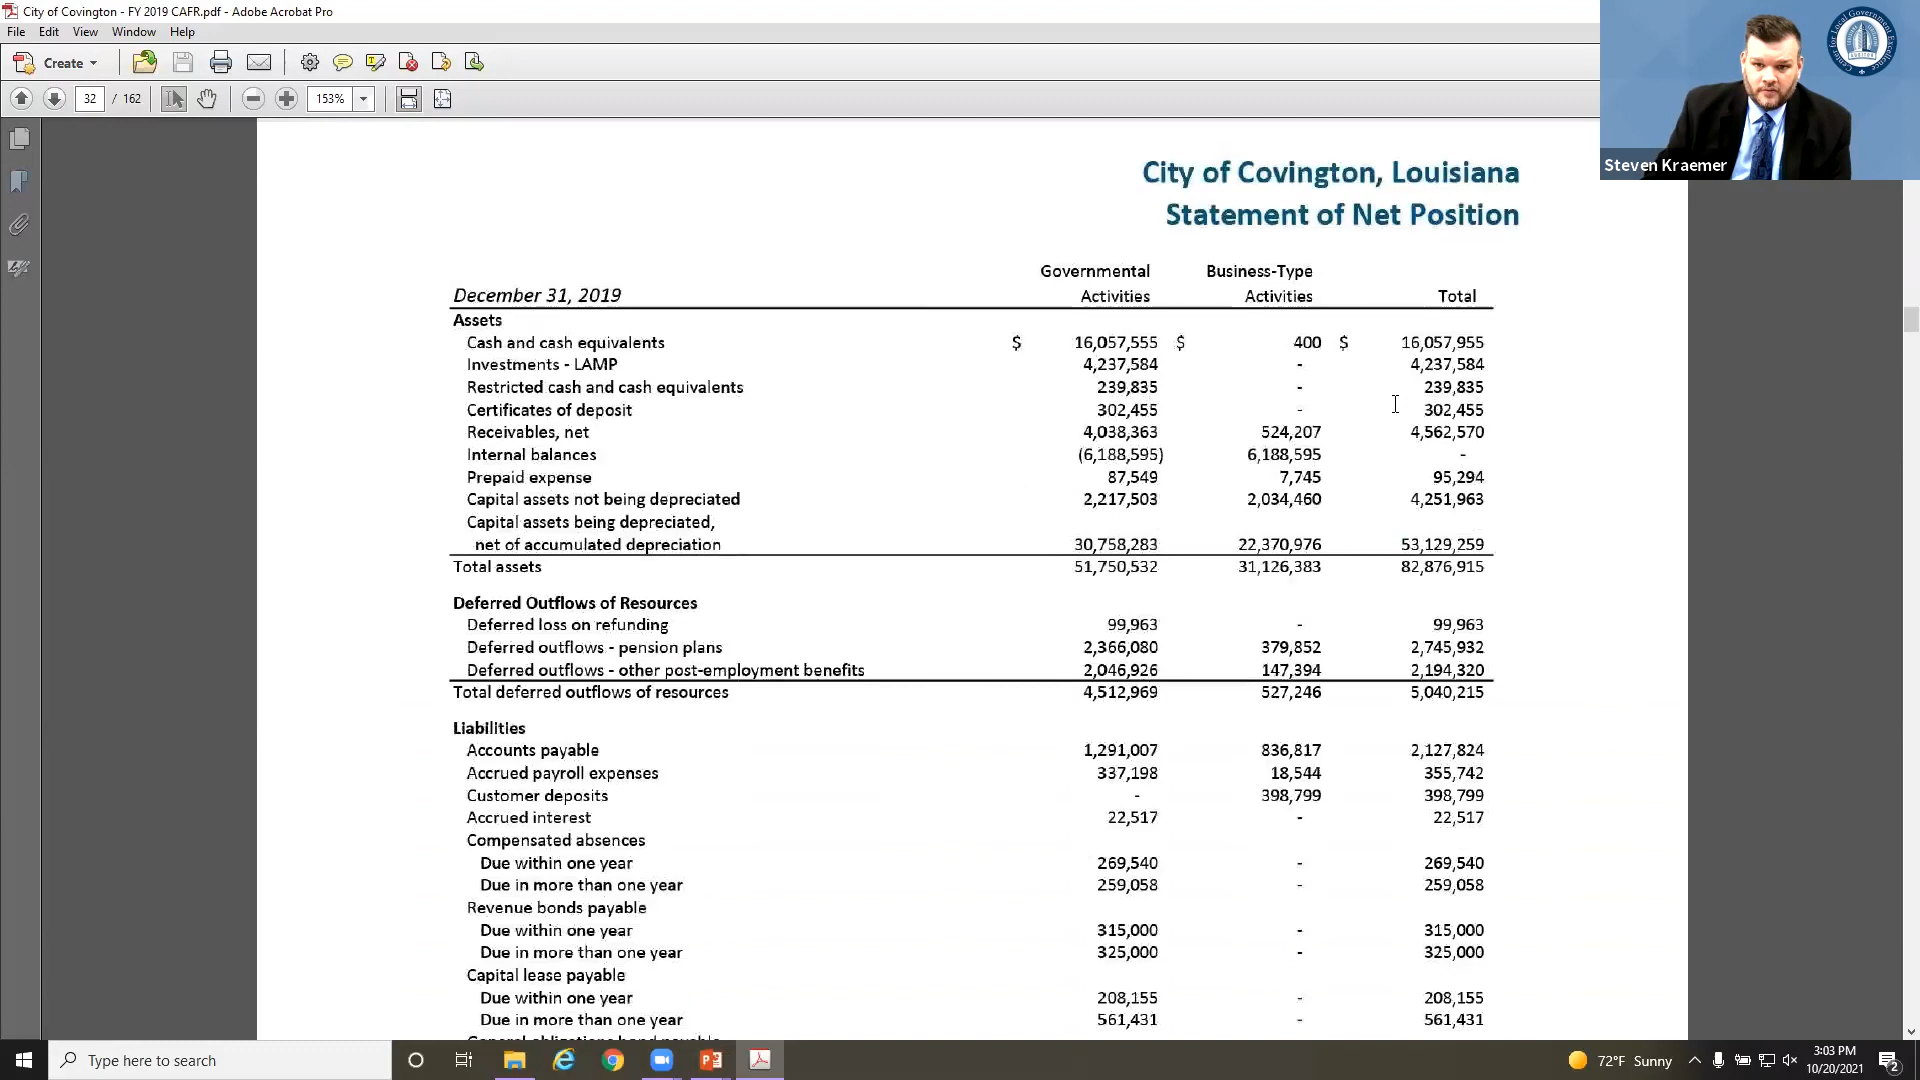 City of Covington - FY 2019 CAFR.pdf - Adobe Acrobat Pro
File Edit View Window Help
Create
32 / 162 153%
Steven Kraemer
City of Covington, Louisiana
Statement of Net Position
Governmental Business-Type
December 31, 2019 Activities Activities Total
Assets
Cash and cash equivalents $ 16,057,555 $ 400 $ 16,057,955
Investments - LAMP 4,237,584 - 4,237,584
Restricted cash and cash equivalents 239,835 - 239,835
Certificates of deposit 302,455 - 302,455
Receivables, net 4,038,363 524,207 4,562,570
Internal balances (6,188,595) 6,188,595 -
Prepaid expense 87,549 7,745 95,294
Capital assets not being depreciated 2,217,503 2,034,460 4,251,963
Capital assets being depreciated,
net of accumulated depreciation 30,758,283 22,370,976 53,129,259
Total assets 51,750,532 31,126,383 82,876,915
Deferred Outflows of Resources
Deferred loss on refunding 99,963 - 99,963
Deferred outflows - pension plans 2,366,080 379,852 2,745,932
Deferred outflows - other post-employment benefits 2,046,926 147,394 2,194,320
Total deferred outflows of resources 4,512,969 527,246 5,040,215
Liabilities
Accounts payable 1,291,007 836,817 2,127,824
Accrued payroll expenses 337,198 18,544 355,742
Customer deposits - 398,799 398,799
Accrued interest 22,517 - 22,517
Compensated absences
Due within one year 269,540 - 269,540
Due in more than one year 259,058 - 259,058
Revenue bonds payable
Due within one year 315,000 - 315,000
Due in more than one year 325,000 - 325,000
Capital lease payable
Due within one year 208,155 - 208,155
Due in more than one year 561,431 - 561,431
Type here to search
72°F Sunny
3:03 PM
10/20/2021
2